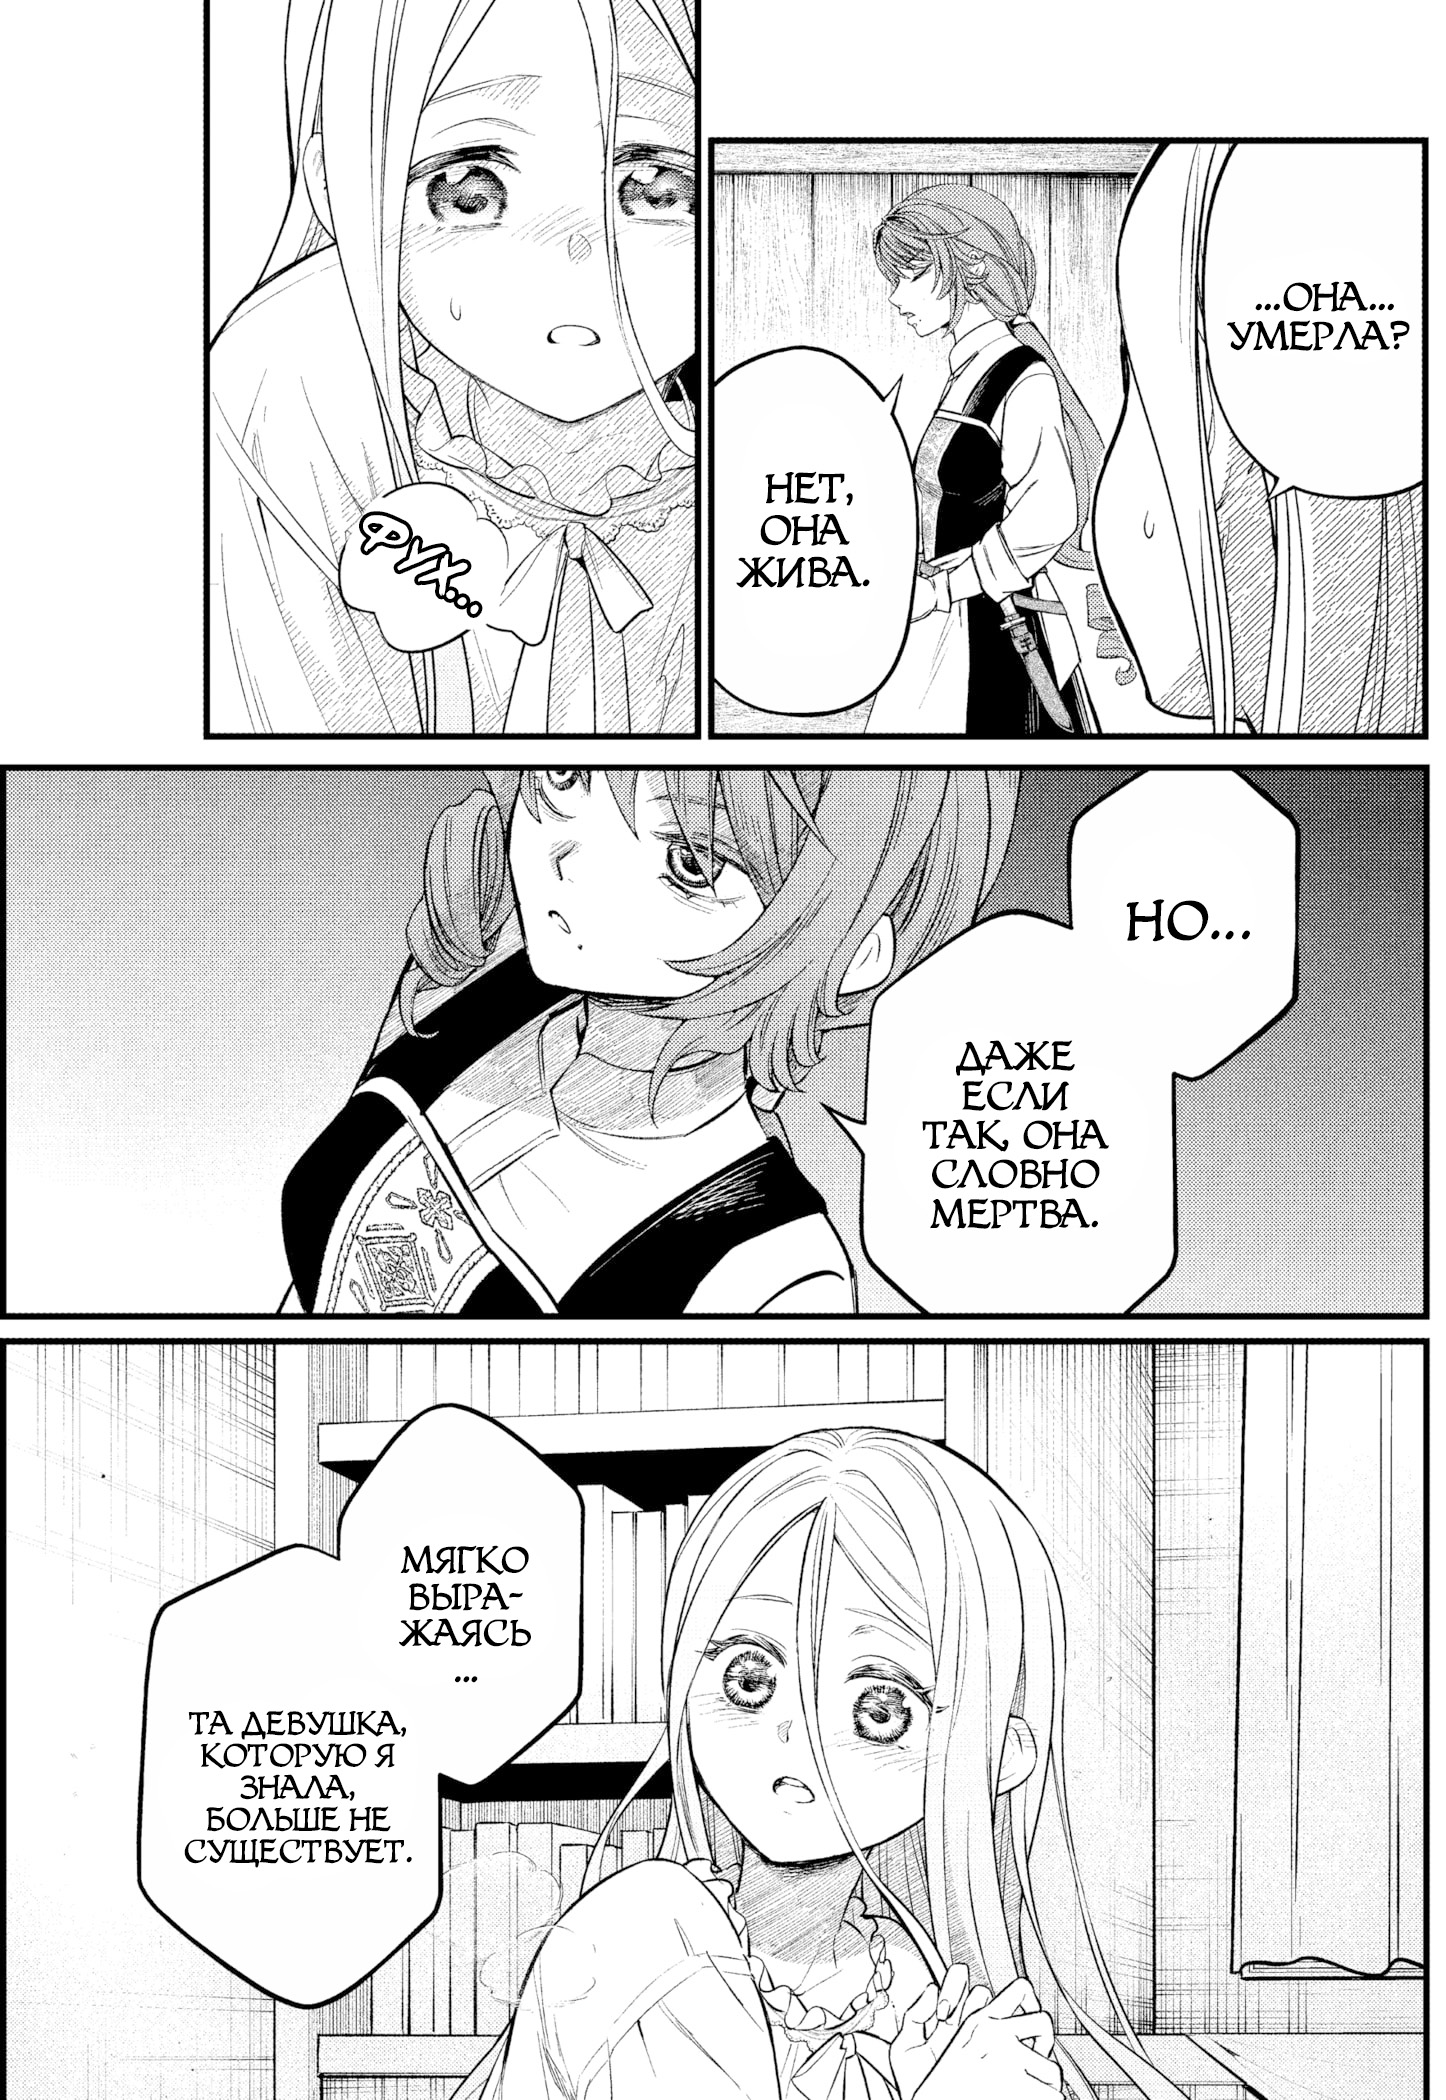 ...ОНА...
УМЕРЛА?
НЕТ,
ОНА
ЖИВА.
ФУХ...
НО...
ДАЖЕ
ЕСЛИ
ТАК, ОНА
СЛОВНО
МЕРТВА.
МЯГКО
ВЫРА-
ЖАЯСЬ
...
ТА ДЕВУШКА,
КОТОРУЮ Я
ЗНАЛА,
БОЛЬШЕ НЕ
СУЩЕСТВУЕТ.